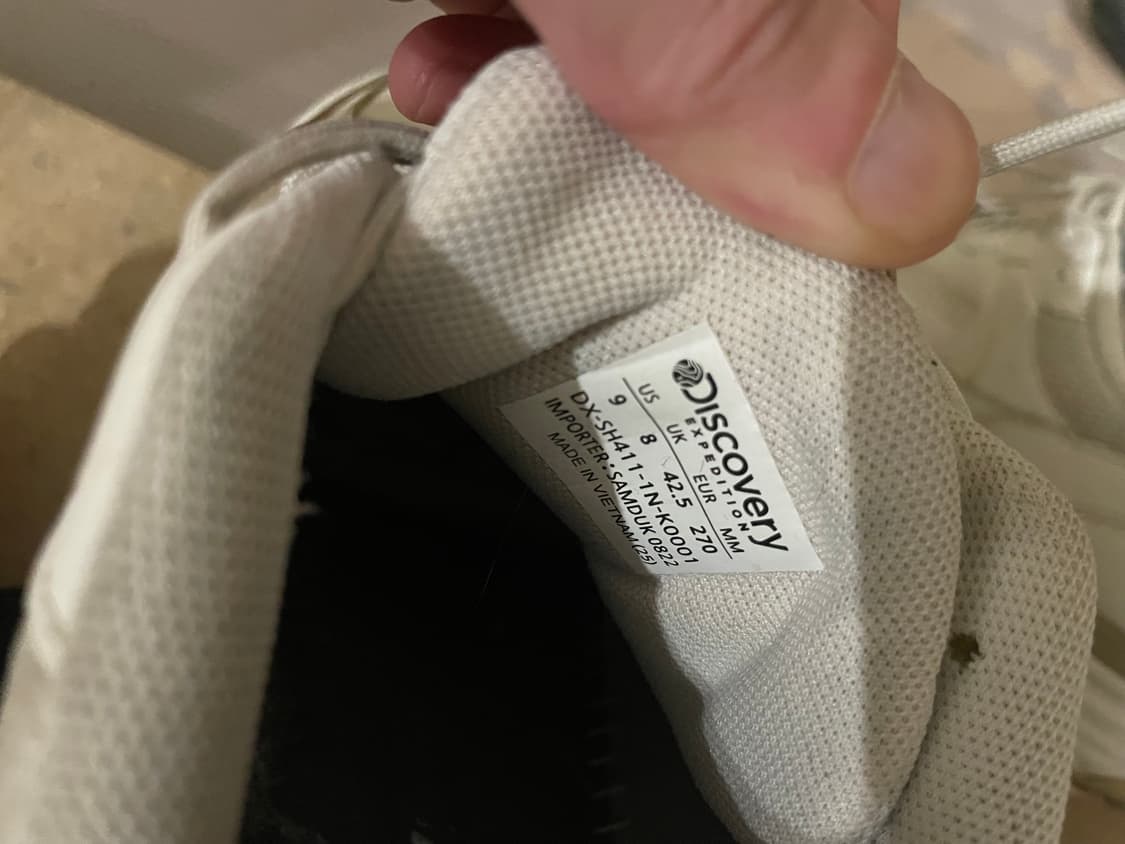 DISCOVERY
EXPEDITION
US UK EUR MM
9 8 42.5 270
DX-SH411-1N-K0001
IMPORTER:SAMDUK 0822
MADE IN VIETNAM(25)